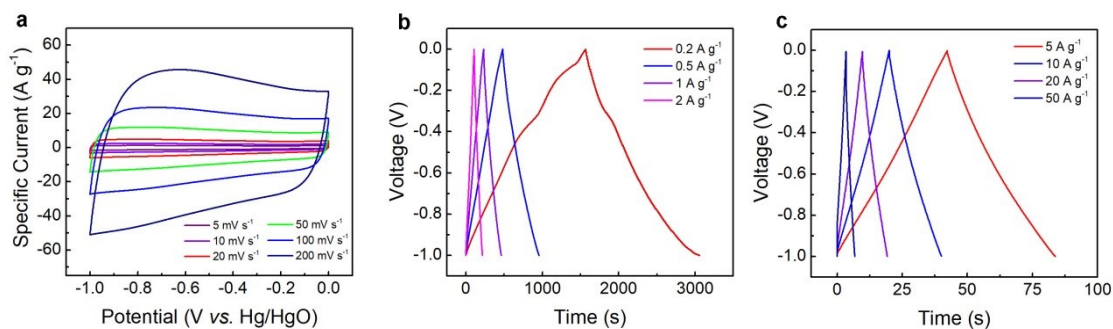 a
Specific Current (A g⁻¹)
60
40
20
0
-20
-40
-60
5 mV s⁻¹
10 mV s⁻¹
20 mV s⁻¹
50 mV s⁻¹
100 mV s⁻¹
200 mV s⁻¹
-1.0 -0.8 -0.6 -0.4 -0.2 0.0
Potential (V vs. Hg/HgO)
b
Voltage (V)
0.0
-0.2
-0.4
-0.6
-0.8
-1.0
0.2 A g⁻¹
0.5 A g⁻¹
1 A g⁻¹
2 A g⁻¹
0 1000 2000 3000
Time (s)
c
Voltage (V)
0.0
-0.2
-0.4
-0.6
-0.8
-1.0
5 A g⁻¹
10 A g⁻¹
20 A g⁻¹
50 A g⁻¹
0 25 50 75 100
Time (s)